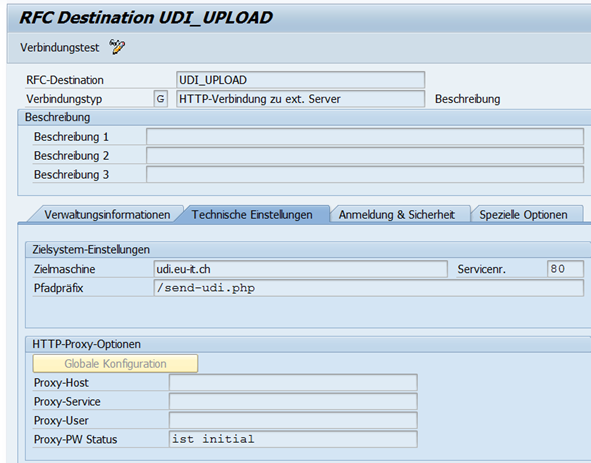 RFC Destination UDI_UPLOAD
Verbindungstest
RFC-Destination UDI_UPLOAD
Verbindungstyp G HTTP-Verbindung zu ext. Server Beschreibung
Beschreibung
Beschreibung 1
Beschreibung 2
Beschreibung 3
Verwaltungsinformationen Technische Einstellungen Anmeldung & Sicherheit Spezielle Optionen
Zielsystem-Einstellungen
Zielmaschine udi.eu-it.ch Servicenr. 80
Pfadpräfix /send-udi.php
HTTP-Proxy-Optionen
Globale Konfiguration
Proxy-Host
Proxy-Service
Proxy-User
Proxy-PW Status ist initial